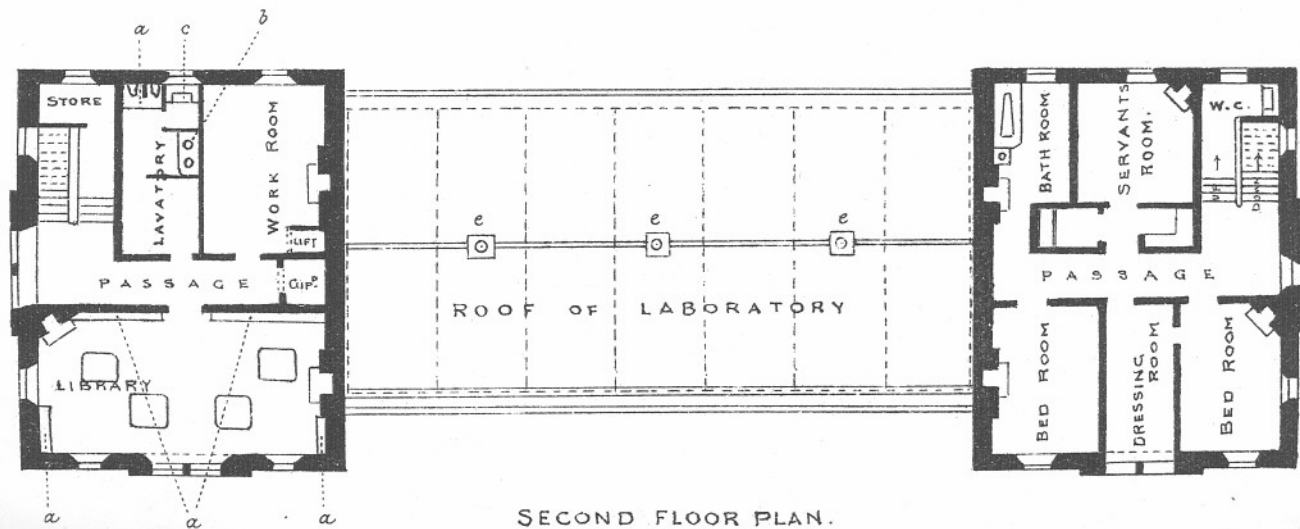 a
c
b
STORE
LAVATORY
WORK ROOM
LIFT
CUPD.
PASSAGE
LIBRARY
a
a
a
e
e
e
ROOF OF LABORATORY
BATH ROOM
SERVANTS
ROOM.
W.C.
UP
DOWN
PASSAGE
BED ROOM
DRESSING
ROOM
BED ROOM
SECOND FLOOR PLAN.